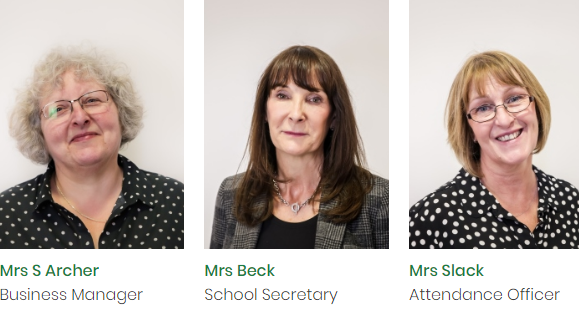 Mrs S Archer
Business Manager
Mrs Beck
School Secretary
Mrs Slack
Attendance Officer